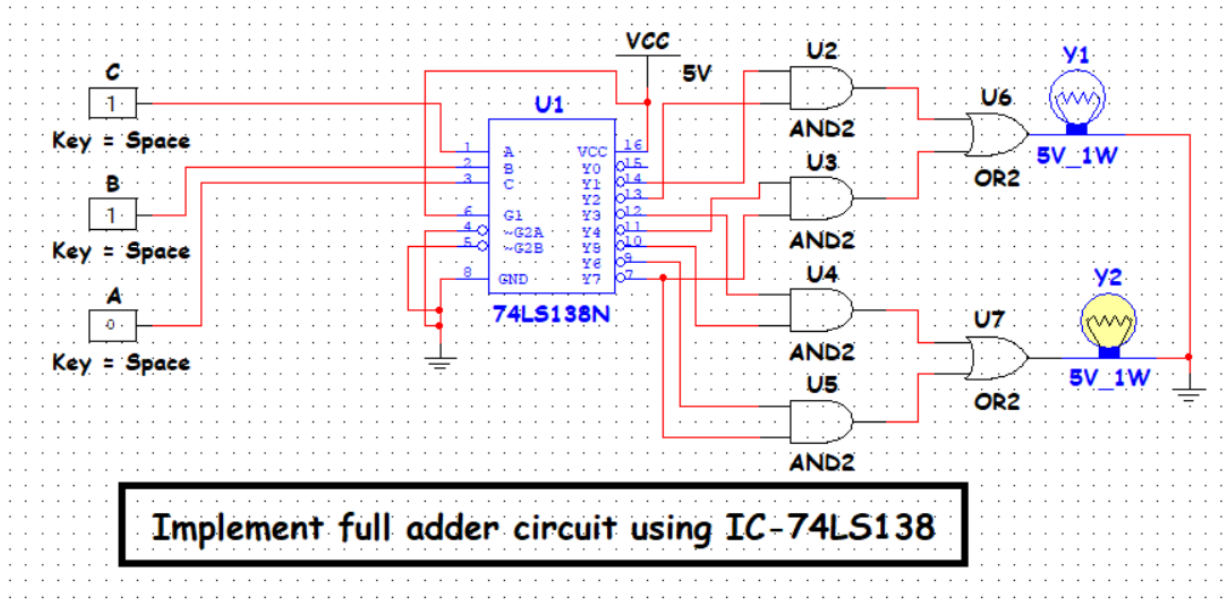 VCC
5V
C
1
Key = Space
B
1
Key = Space
A
0
Key = Space
U1
1 A VCC 16
2 B Y0 15
3 C Y1 14
Y2 13
6 G1 Y3 12
4 ~G2A Y4 11
5 ~G2B Y5 10
Y6 9
8 GND Y7 7
74LS138N
U2
AND2
U3
AND2
U4
AND2
U5
AND2
U6
OR2
Y1
5V_1W
U7
OR2
Y2
5V_1W
Implement full adder circuit using IC-74LS138